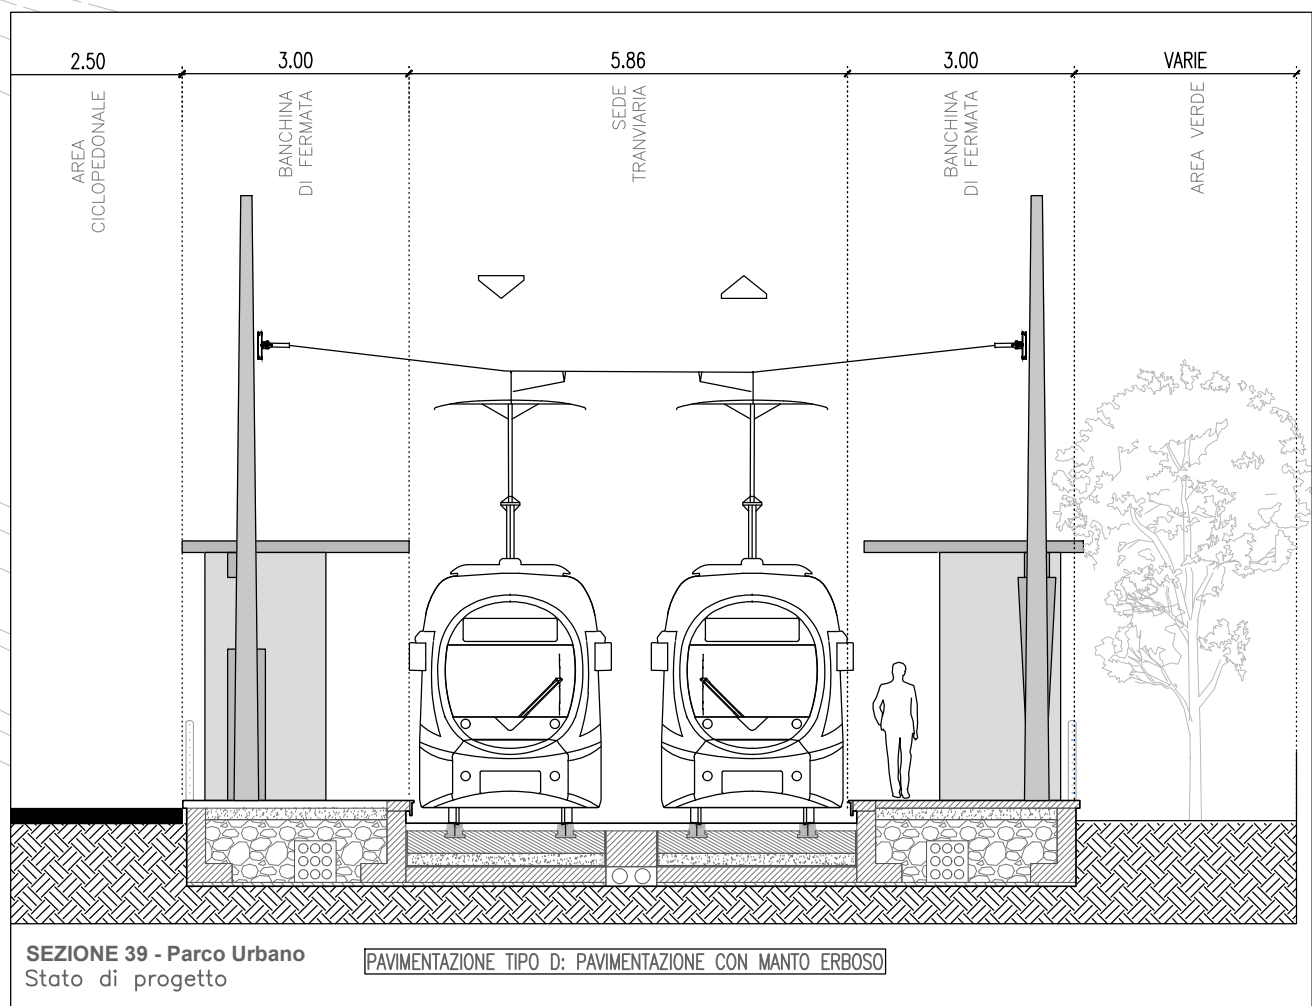 2.50
3.00
5.86
3.00
VARIE
AREA
CICLOPEDONALE
BANCHINA
DI FERMATA
SEDE
TRANVIARIA
BANCHINA
DI FERMATA
AREA VERDE
SEZIONE 39 - Parco Urbano
Stato di progetto
PAVIMENTAZIONE TIPO D: PAVIMENTAZIONE CON MANTO ERBOSO